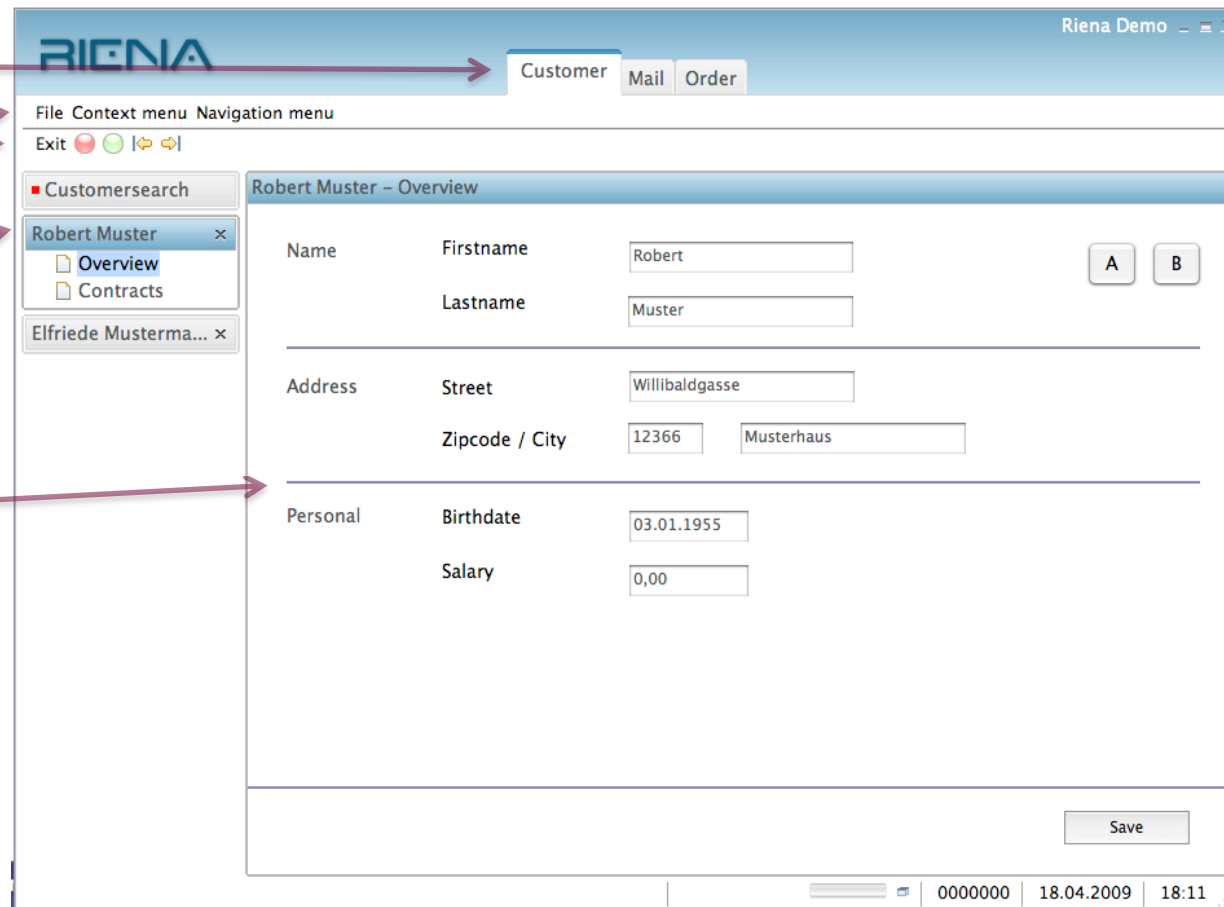 Riena Demo
RIENA
Customer Mail Order
File Context menu Navigation menu
Exit
Customersearch
Robert Muster
Overview
Contracts
Elfriede Musterma...
Robert Muster – Overview
Name Firstname Robert A B
Lastname Muster
Address Street Willibaldgasse
Zipcode / City 12366 Musterhaus
Personal Birthdate 03.01.1955
Salary 0,00
Save
0000000 18.04.2009 18:11